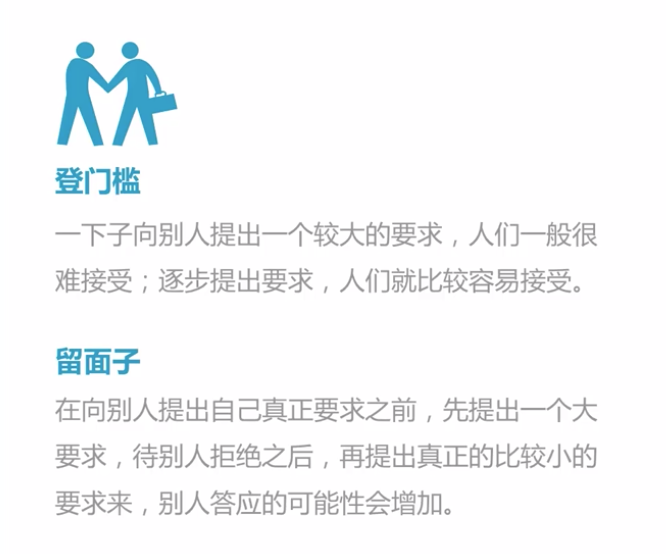 登门槛
一下子向别人提出一个较大的要求，人们一般很
难接受；逐步提出要求，人们就比较容易接受。
留面子
在向别人提出自己真正要求之前，先提出一个大
要求，待别人拒绝之后，再提出真正的比较小的
要求来，别人答应的可能性会增加。